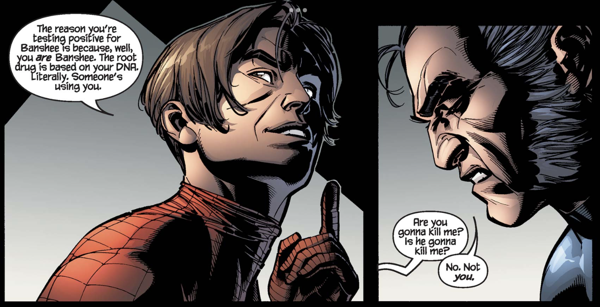 The reason you're
testing positive for
Banshee is because, well,
you are Banshee. The root
drug is based on your DNA.
Literally. Someone's
using you.
Are you
gonna kill me?
Is he gonna
kill me?
No. Not
you.